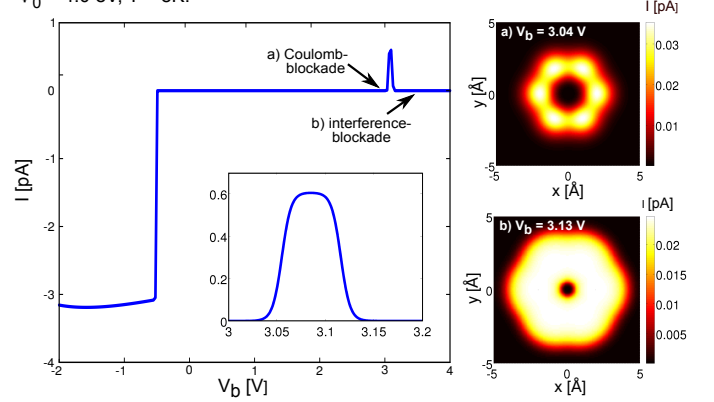 I [pA]
1
0
-1
-2
-3
-4
a) Coulomb-
blockade
b) interference-
blockade
0.6
0.4
0.2
0
3
3.05
3.1
3.15
3.2
-2
-1
0
1
2
3
4
V_b [V]
I [pA]
a) V_b = 3.04 V
5
0
-5
y [Å]
-5
0
5
x [Å]
0.03
0.02
0.01
I [pA]
b) V_b = 3.13 V
5
0
-5
y [Å]
-5
0
5
x [Å]
0.02
0.015
0.01
0.005